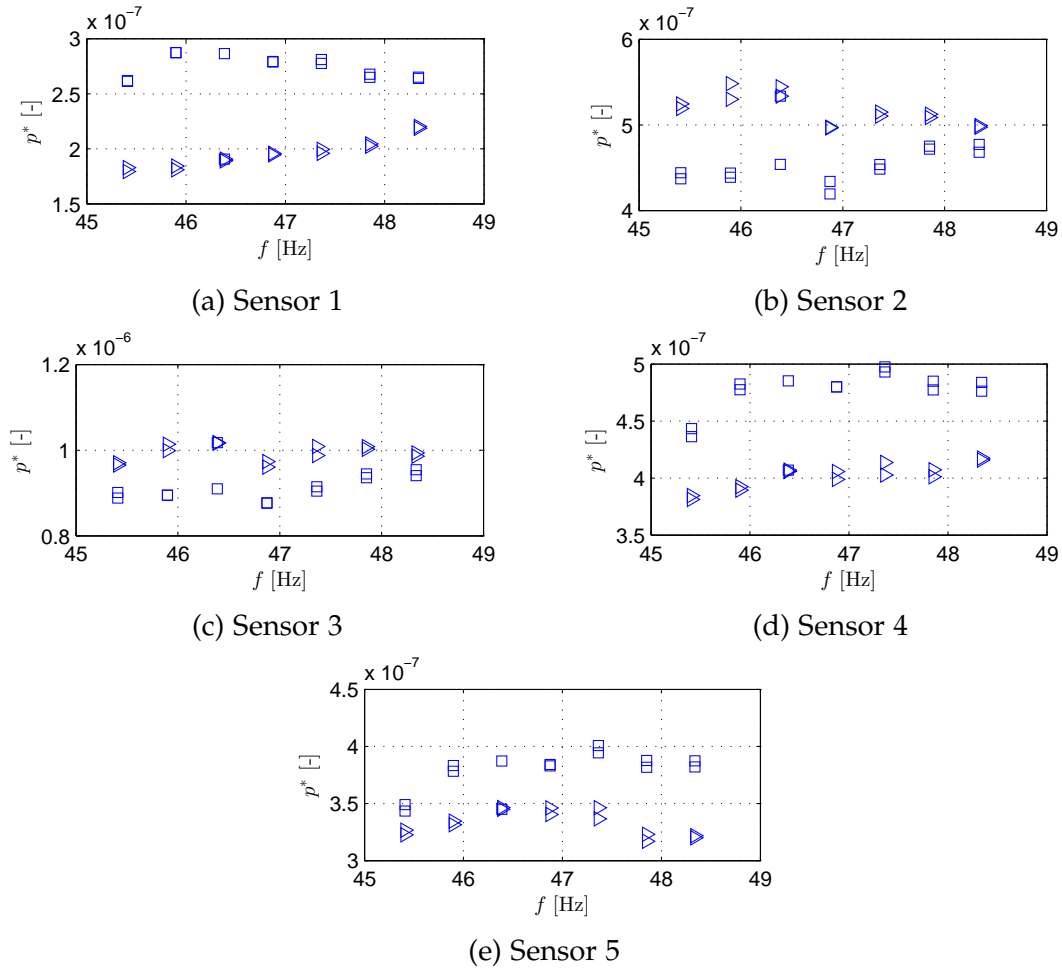 x 10⁻⁷
3
2.5
2
1.5
p* [-]
45 46 47 48 49
f [Hz]
(a) Sensor 1
x 10⁻⁷
6
5
4
p* [-]
45 46 47 48 49
f [Hz]
(b) Sensor 2
x 10⁻⁶
1.2
1
0.8
p* [-]
45 46 47 48 49
f [Hz]
(c) Sensor 3
x 10⁻⁷
5
4.5
4
3.5
p* [-]
45 46 47 48 49
f [Hz]
(d) Sensor 4
x 10⁻⁷
4.5
4
3.5
3
p* [-]
45 46 47 48 49
f [Hz]
(e) Sensor 5